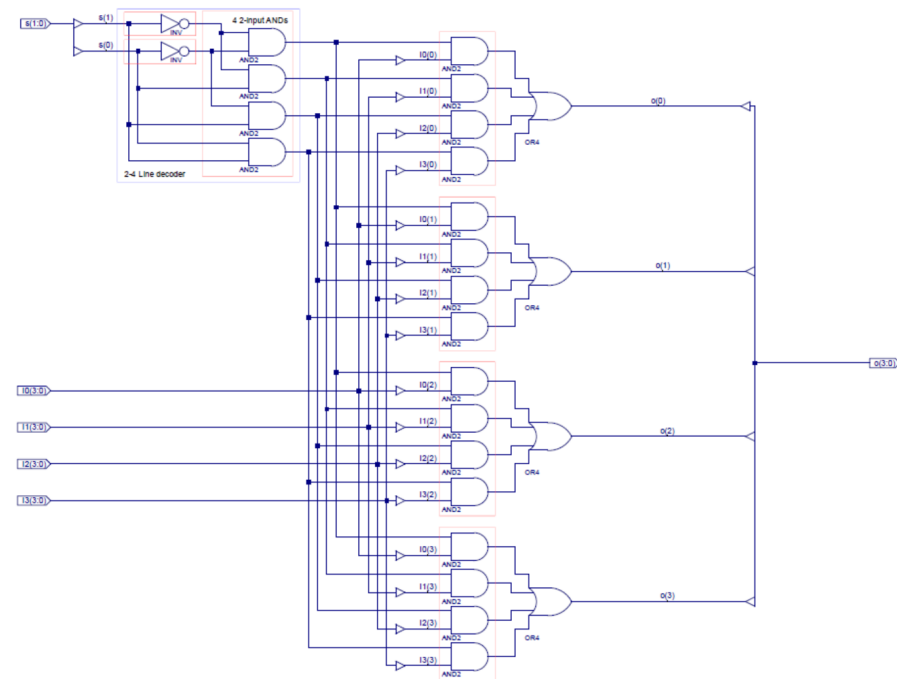 s(1:0)
s(1)
INV
s(0)
INV
4 2-input ANDs
AND2
AND2
AND2
AND2
2-4 Line decoder
I0(0)
AND2
I1(0)
AND2
I2(0)
AND2
I3(0)
AND2
OR4
o(0)
I0(1)
AND2
I1(1)
AND2
I2(1)
AND2
I3(1)
AND2
OR4
o(1)
I0(3:0)
I1(3:0)
I2(3:0)
I3(3:0)
I0(2)
AND2
I1(2)
AND2
I2(2)
AND2
I3(2)
AND2
OR4
o(2)
o(3:0)
I0(3)
AND2
I1(3)
AND2
I2(3)
AND2
I3(3)
AND2
OR4
o(3)